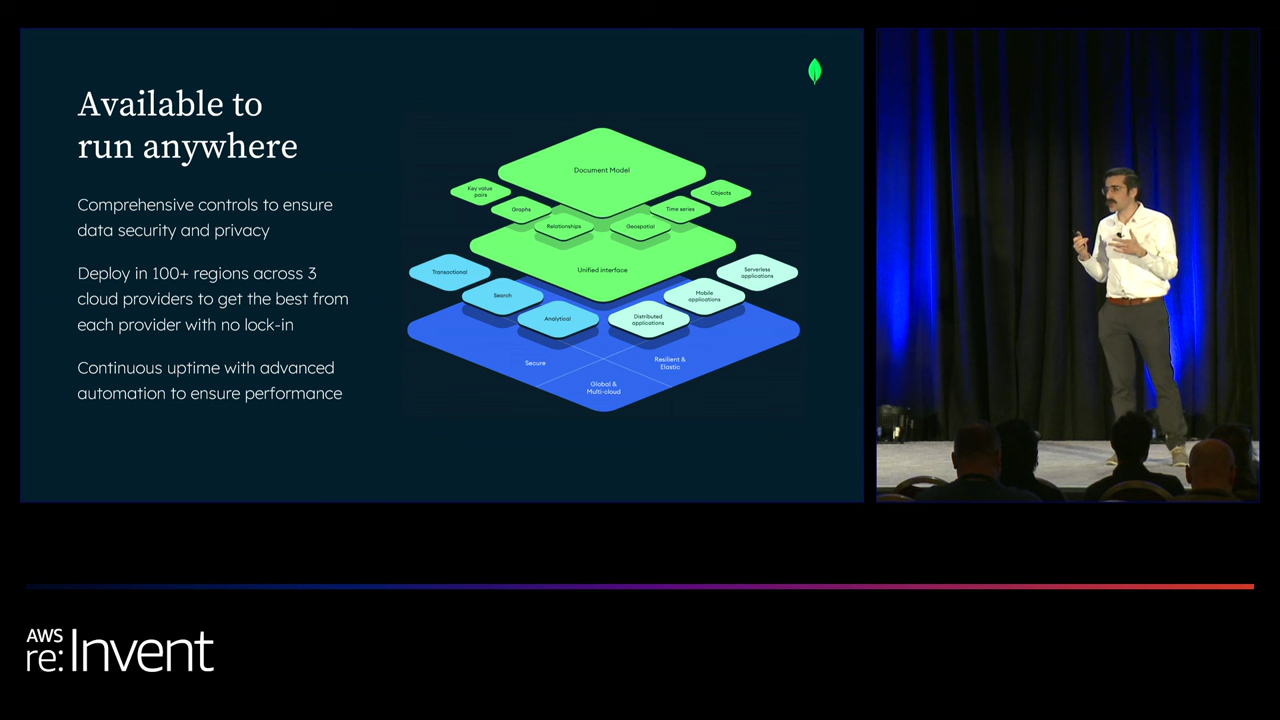 Available to
run anywhere
Comprehensive controls to ensure
data security and privacy
Deploy in 100+ regions across 3
cloud providers to get the best from
each provider with no lock-in
Continuous uptime with advanced
automation to ensure performance
Document Model
Key value
pairs
Objects
Graphs
Time series
Relationships
Geospatial
Unified interface
Transactional
Serverless
applications
Search
Mobile
applications
Analytical
Distributed
applications
Secure
Resilient &
Elastic
Global &
Multi-cloud
AWS
re:Invent